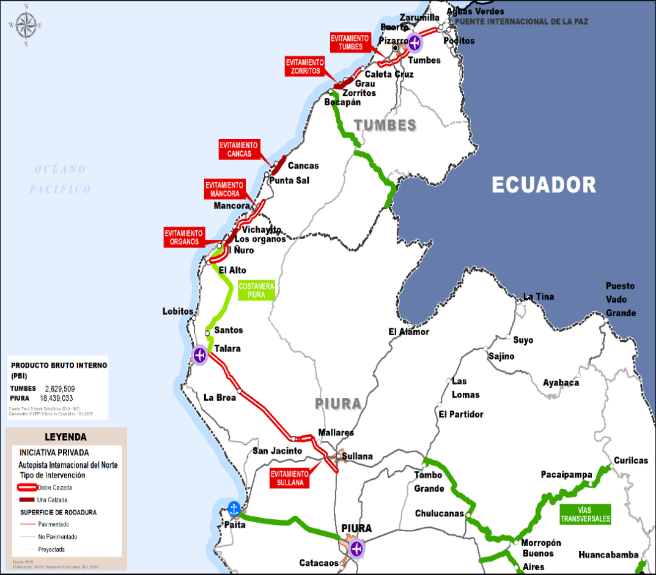 Aguas Verdes
Zarumilla
PUENTE INTERNACIONAL DE LA PAZ
Puerto
Pizarro
Pocitos
EVITAMIENTO
TUMBES
Tumbes
EVITAMIENTO
ZORRITOS
Caleta Cruz
Grau
Zorritos
Bocapán
TUMBES
EVITAMIENTO
CANCAS
Cancas
Punta Sal
OCÉANO
PACÍFICO
ECUADOR
EVITAMIENTO
MÁNCORA
Mancora
EVITAMIENTO
ORGANOS
Vichayito
Los organos
Ñuro
El Alto
COSTANERA
PIURA
Lobitos
Santos
Talara
El Alamor
La Tina
Puesto
Vado
Grande
Suyo
Sajino
Ayabaca
Las
Lomas
El Partidor
PRODUCTO BRUTO INTERNO
(PBI)
TUMBES 2,629,509
PIURA 18,439,033
La Brea
PIURA
Mallares
San Jacinto
Sullana
EVITAMIENTO
SULLANA
Tambo
Grande
Curilcas
Pacaipampa
Chulucanas
VÍAS
TRANSVERSALES
Paita
PIURA
Morropón
Buenos
Aires
Huancabamba
Catacaos
LEYENDA
INICIATIVA PRIVADA
Autopista Internacional del Norte
Tipo de Intervención
Doble Calzada
Una Calzada
SUPERFICIE DE RODADURA
Pavimentado
No Pavimentado
Proyectada